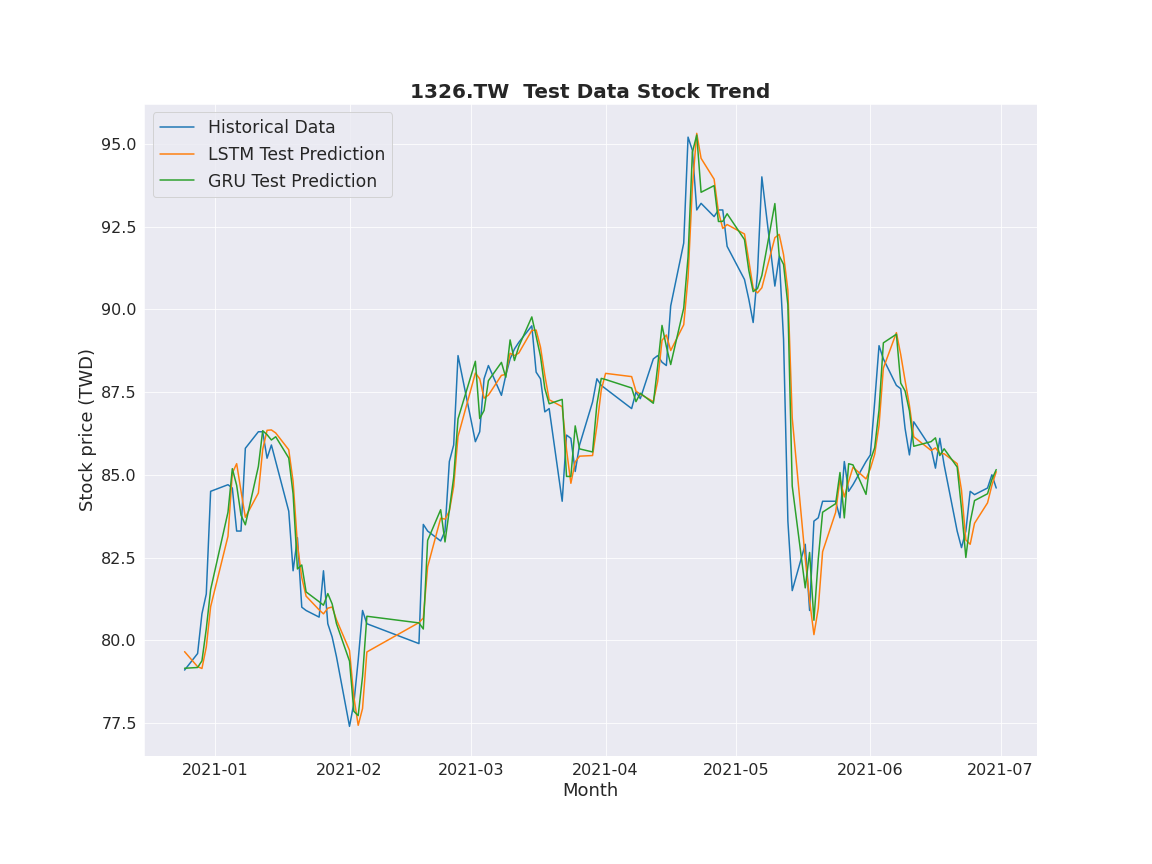 1326.TW  Test Data Stock Trend
Historical Data
LSTM Test Prediction
GRU Test Prediction
Stock price (TWD)
95.0
92.5
90.0
87.5
85.0
82.5
80.0
77.5
2021-01 2021-02 2021-03 2021-04 2021-05 2021-06 2021-07
Month